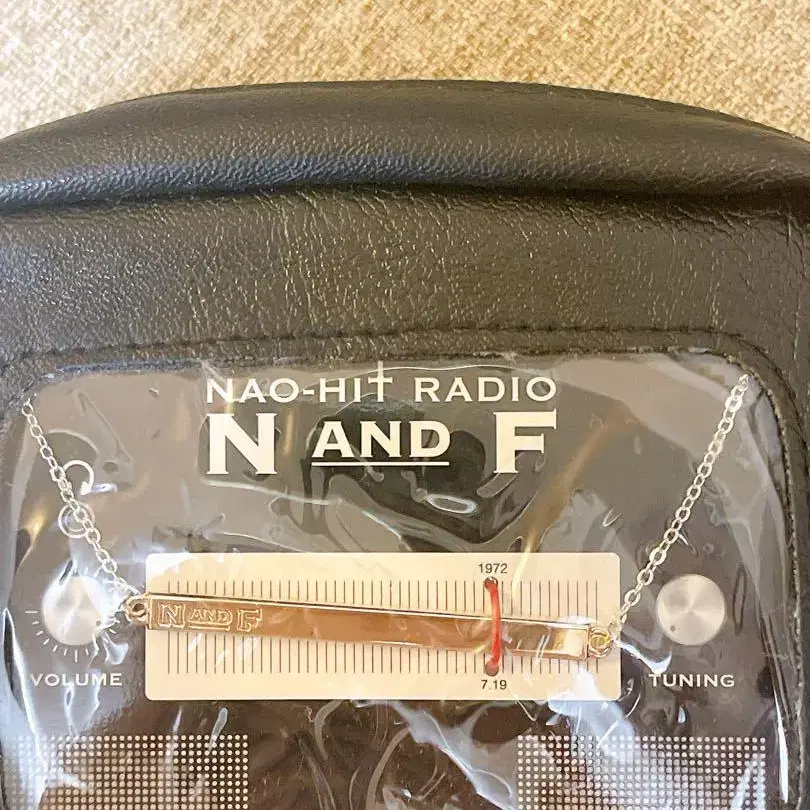 NAO-HIT RADIO
N AND F
1972
N AND F
7.19
VOLUME
TUNING